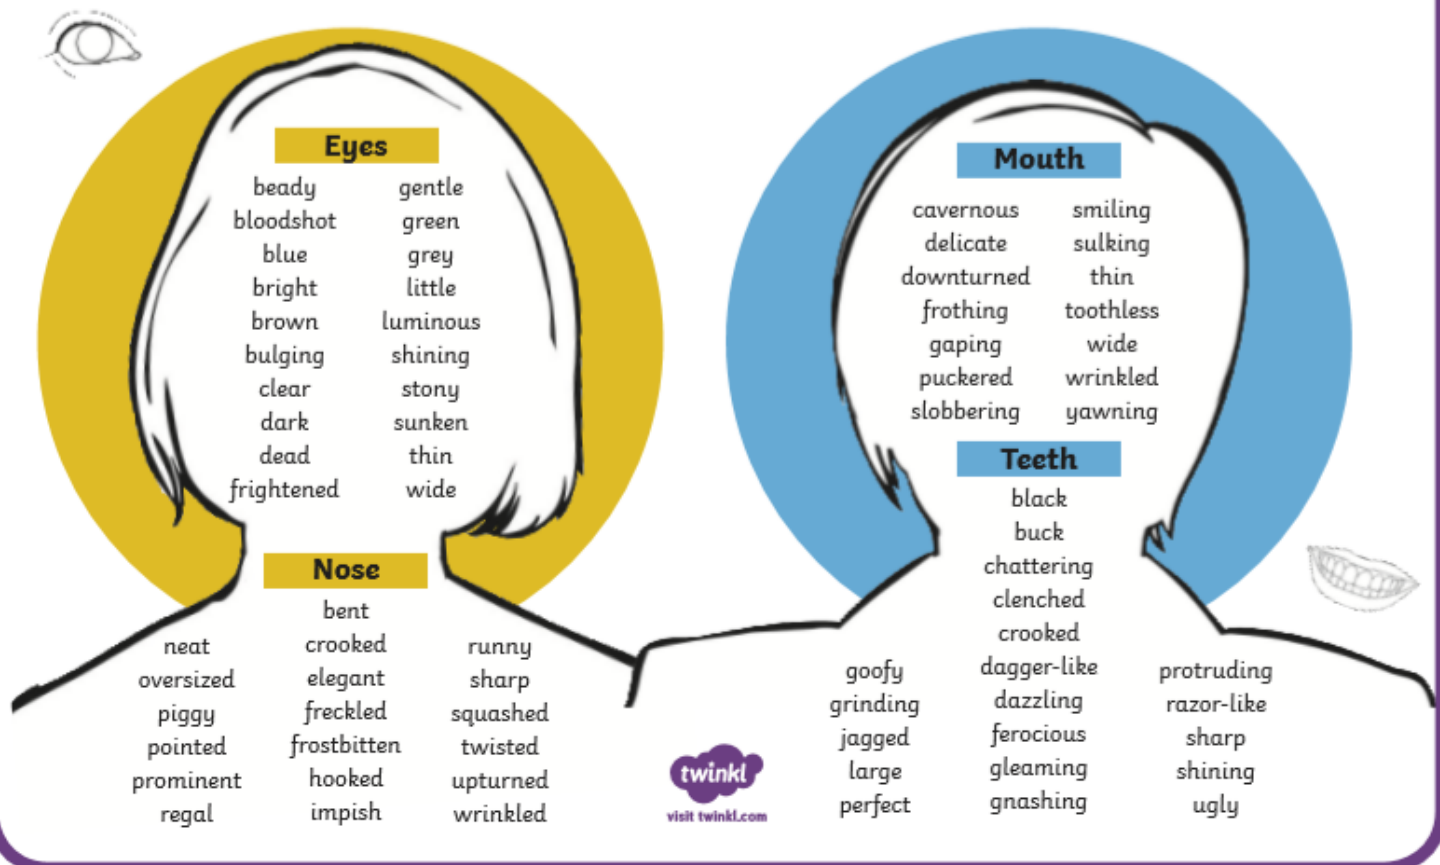 Eyes
beady
bloodshot
blue
bright
brown
bulging
clear
dark
dead
frightened
gentle
green
grey
little
luminous
shining
stony
sunken
thin
wide
Nose
neat
oversized
piggy
pointed
prominent
regal
bent
crooked
elegant
freckled
frostbitten
hooked
impish
runny
sharp
squashed
twisted
upturned
wrinkled
Mouth
cavernous
delicate
downturned
frothing
gaping
puckered
slobbering
smiling
sulking
thin
toothless
wide
wrinkled
yawning
Teeth
goofy
grinding
jagged
large
perfect
black
buck
chattering
clenched
crooked
dagger-like
dazzling
ferocious
gleaming
gnashing
protruding
razor-like
sharp
shining
ugly
twinkl
visit twinkl.com